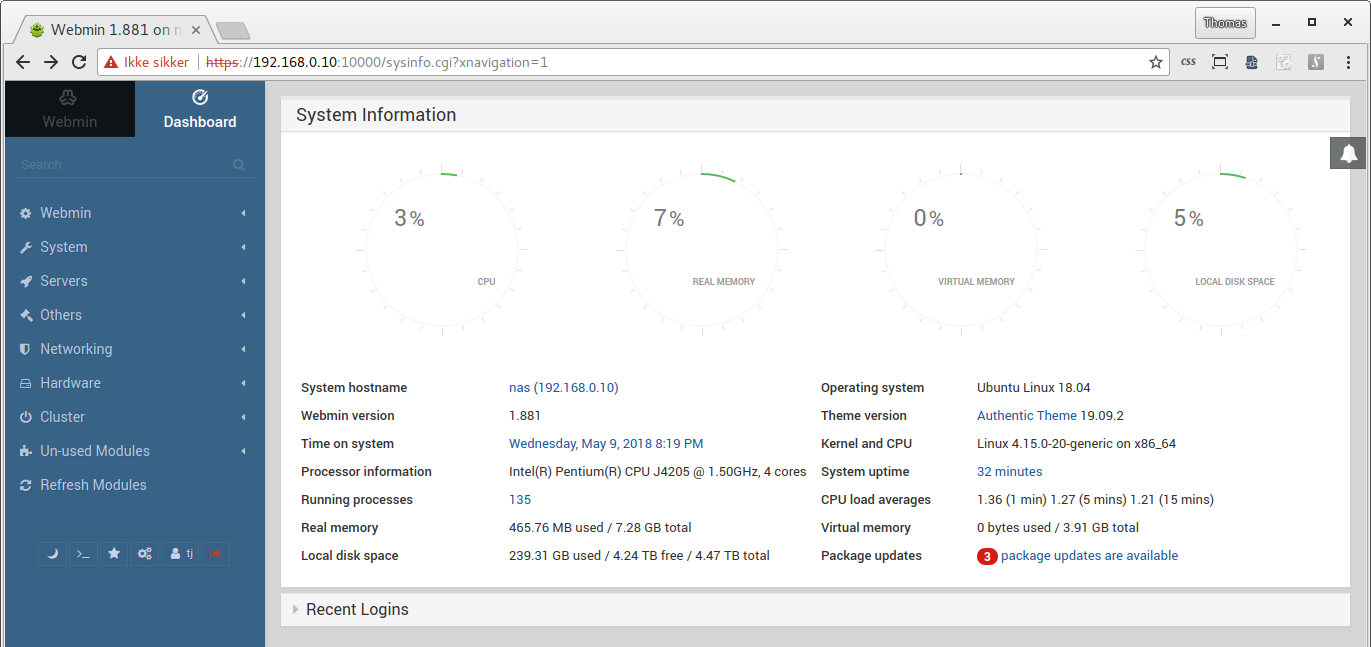 Webmin 1.881 on n
Thomas
Ikke sikker https://192.168.0.10:10000/sysinfo.cgi?xnavigation=1
css
Webmin
Dashboard
Search
Webmin
System
Servers
Others
Networking
Hardware
Cluster
Un-used Modules
Refresh Modules
tj
System Information
3% 7% 0% 5%
CPU REAL MEMORY VIRTUAL MEMORY LOCAL DISK SPACE
System hostname nas (192.168.0.10) Operating system Ubuntu Linux 18.04
Webmin version 1.881 Theme version Authentic Theme 19.09.2
Time on system Wednesday, May 9, 2018 8:19 PM Kernel and CPU Linux 4.15.0-20-generic on x86_64
Processor information Intel(R) Pentium(R) CPU J4205 @ 1.50GHz, 4 cores System uptime 32 minutes
Running processes 135 CPU load averages 1.36 (1 min) 1.27 (5 mins) 1.21 (15 mins)
Real memory 465.76 MB used / 7.28 GB total Virtual memory 0 bytes used / 3.91 GB total
Local disk space 239.31 GB used / 4.24 TB free / 4.47 TB total Package updates 3 package updates are available
Recent Logins